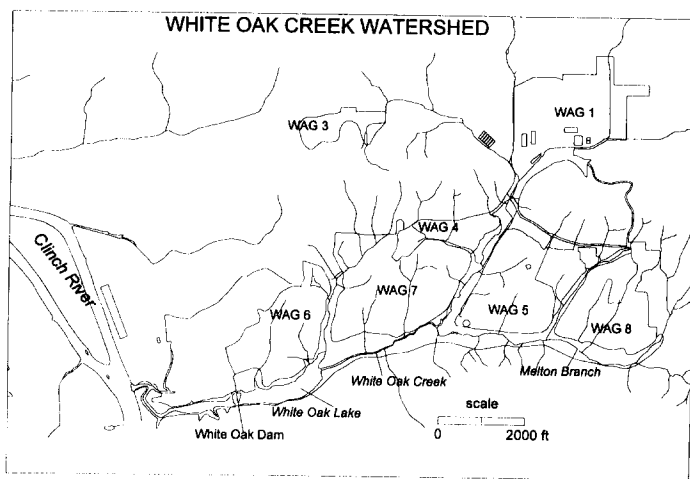 WHITE OAK CREEK WATERSHED
WAG 1
WAG 3
WAG 4
Clinch River
WAG 7
WAG 6
WAG 5
WAG 8
White Oak Creek
Melton Branch
White Oak Lake
scale
White Oak Dam
0 2000 ft